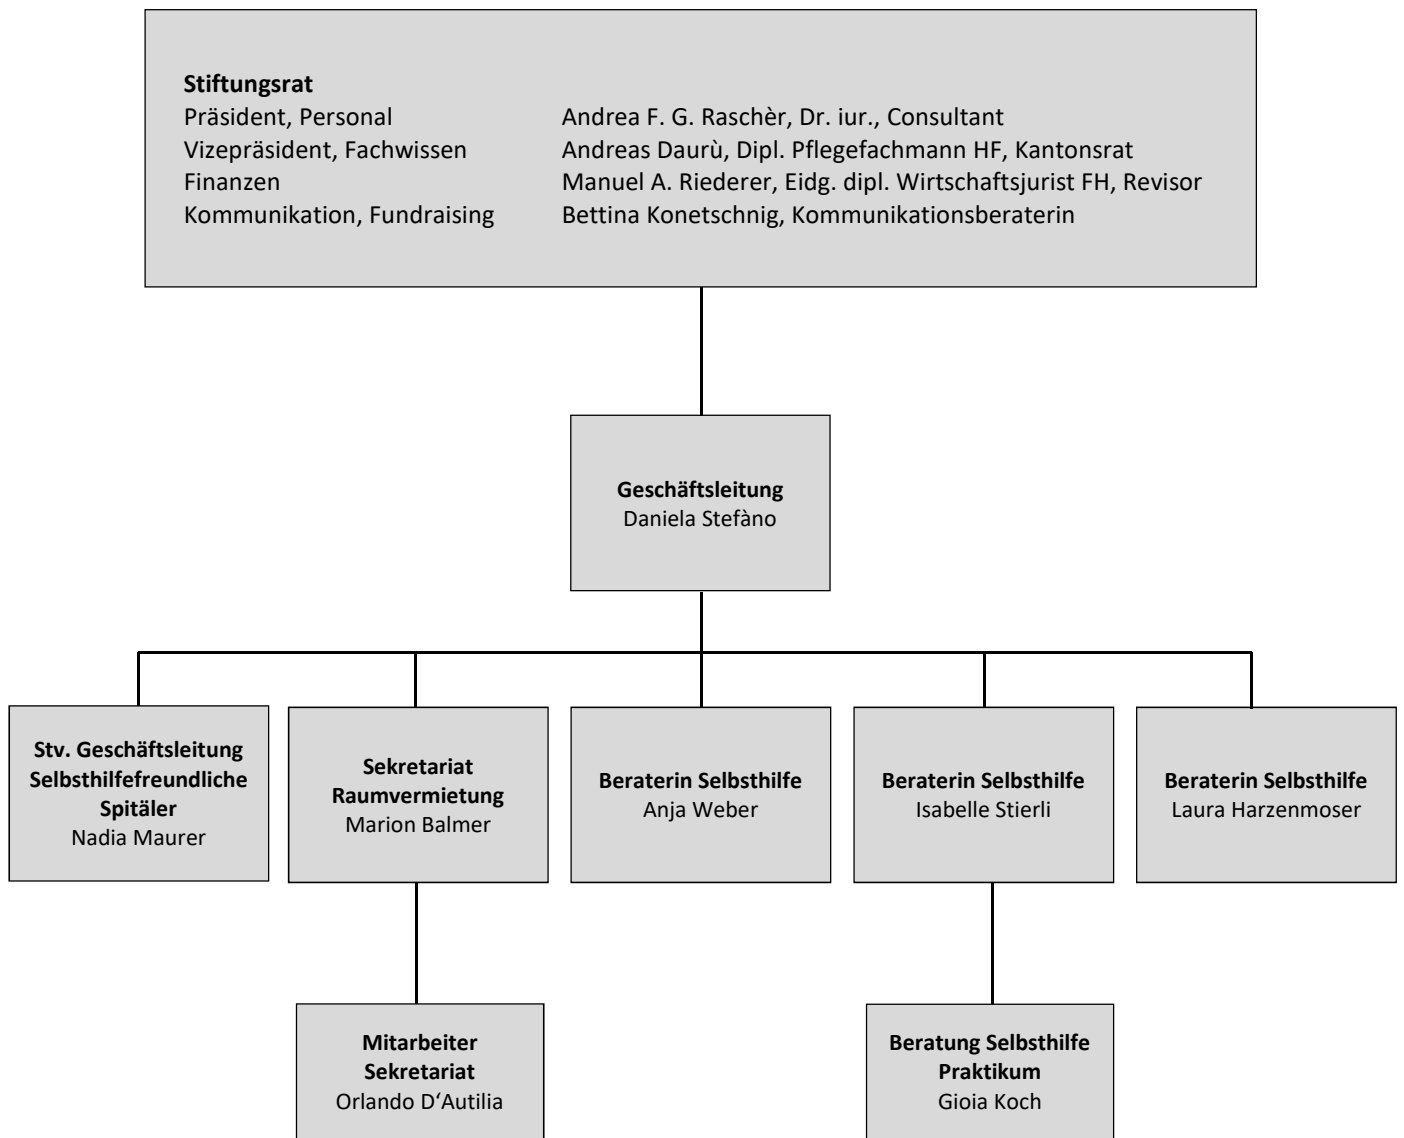 Stiftungsrat
Präsident, Personal Andrea F. G. Raschèr, Dr. iur., Consultant
Vizepräsident, Fachwissen Andreas Daurù, Dipl. Pflegefachmann HF, Kantonsrat
Finanzen Manuel A. Riederer, Eidg. dipl. Wirtschaftsjurist FH, Revisor
Kommunikation, Fundraising Bettina Konetschnig, Kommunikationsberaterin
Geschäftsleitung
Daniela Stefàno
Stv. Geschäftsleitung
Selbsthilfefreundliche
Spitäler
Nadia Maurer
Sekretariat
Raumvermietung
Marion Balmer
Beraterin Selbsthilfe
Anja Weber
Beraterin Selbsthilfe
Isabelle Stierli
Beraterin Selbsthilfe
Laura Harzenmoser
Mitarbeiter
Sekretariat
Orlando D‘Autilia
Beratung Selbsthilfe
Praktikum
Gioia Koch